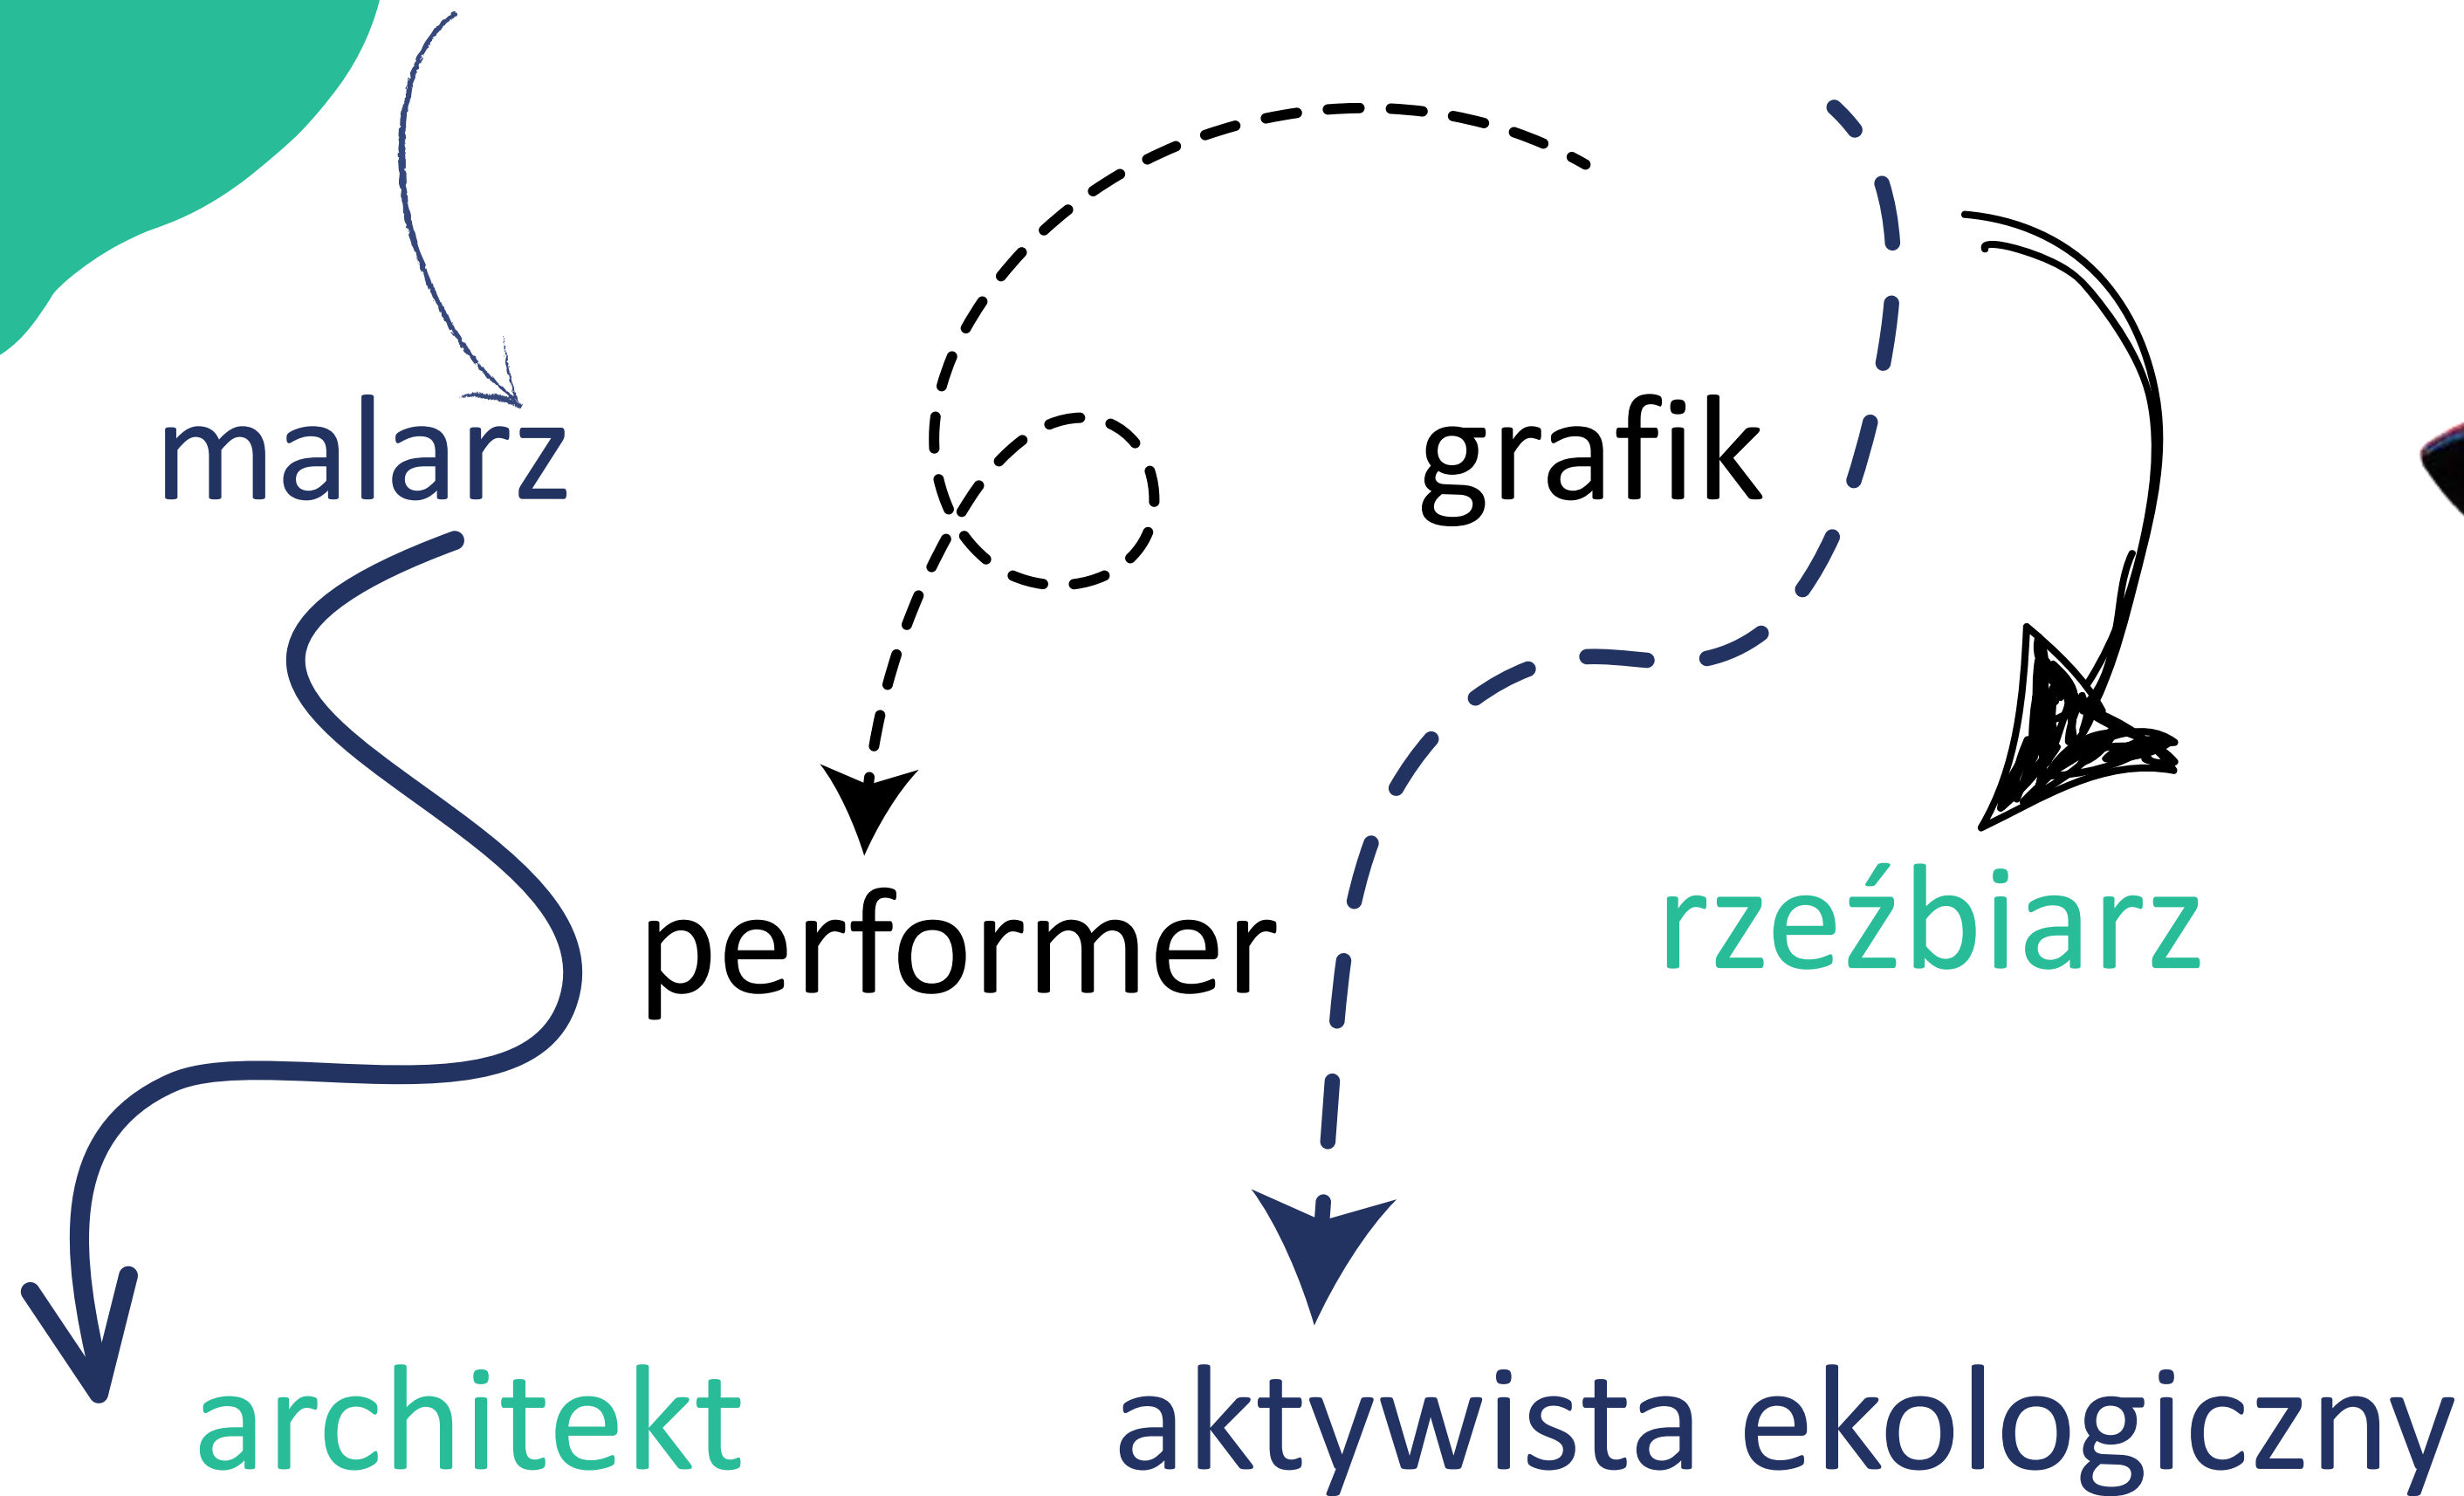 malarz
grafik
performer
rzeźbiarz
architekt
aktywista ekologiczny